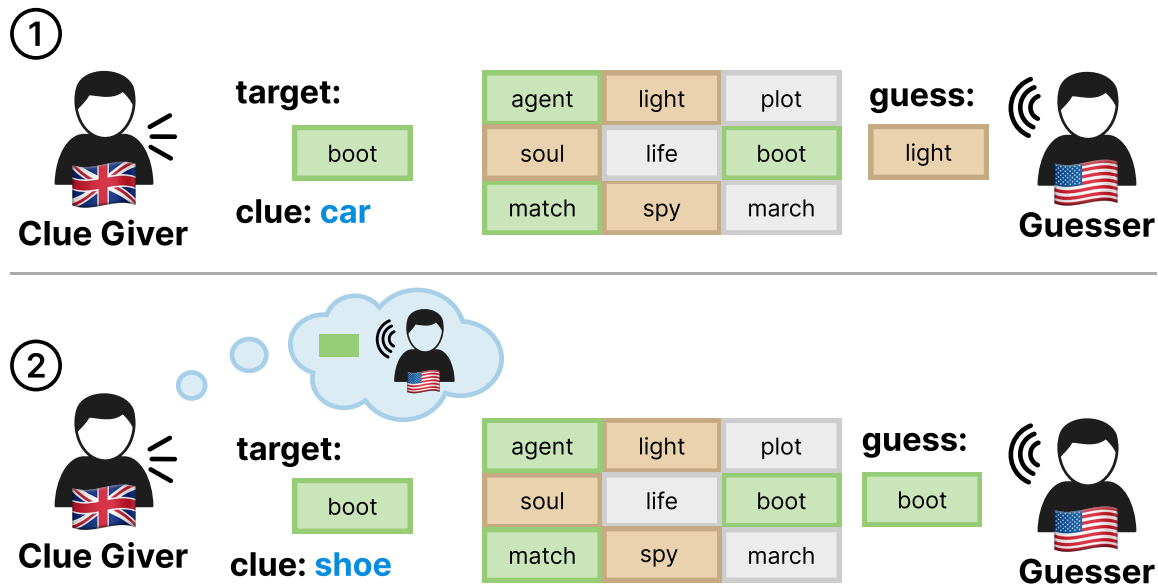 1
target:
boot
clue: car
Clue Giver
agent light plot
soul life boot
match spy march
guess:
light
Guesser
2
target:
boot
clue: shoe
Clue Giver
agent light plot
soul life boot
match spy march
guess:
boot
Guesser